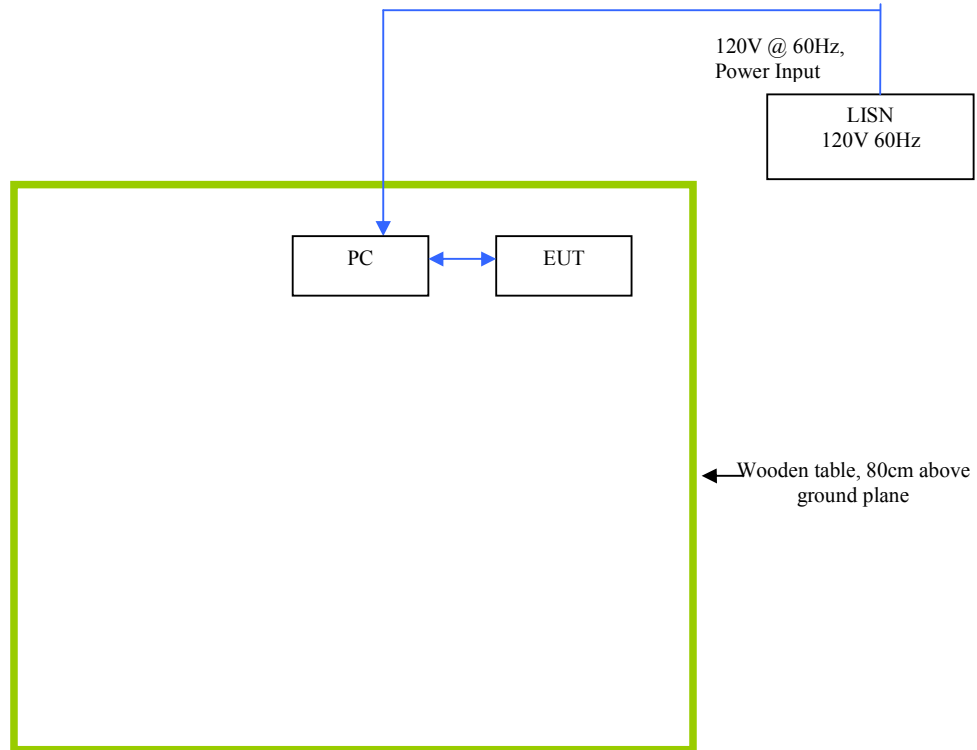 120V @ 60Hz,
Power Input
LISN
120V 60Hz
PC
EUT
Wooden table, 80cm above
ground plane